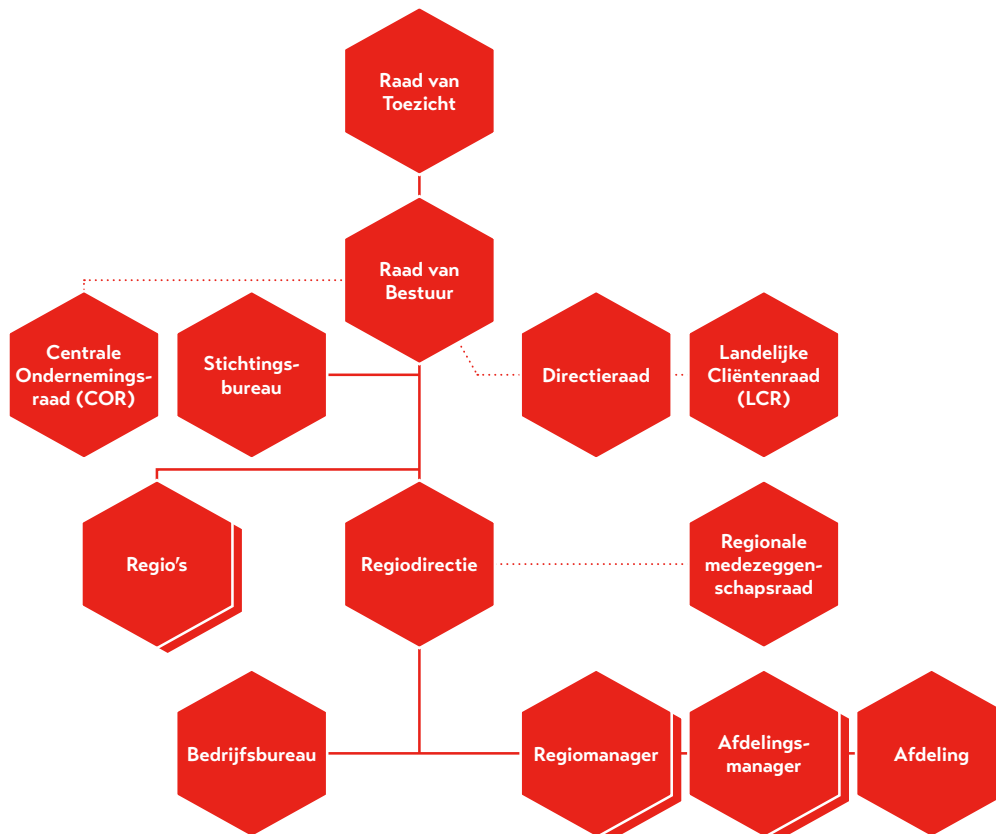 Raad van
Toezicht
Raad van
Bestuur
Centrale
Ondernemings-
raad (COR)
Stichtings-
bureau
Directieraad
Landelijke
Cliëntenraad
(LCR)
Regio's
Regiodirectie
Regionale
medezeggen-
schapsraad
Bedrijfsbureau
Regiomanager
Afdelings-
manager
Afdeling